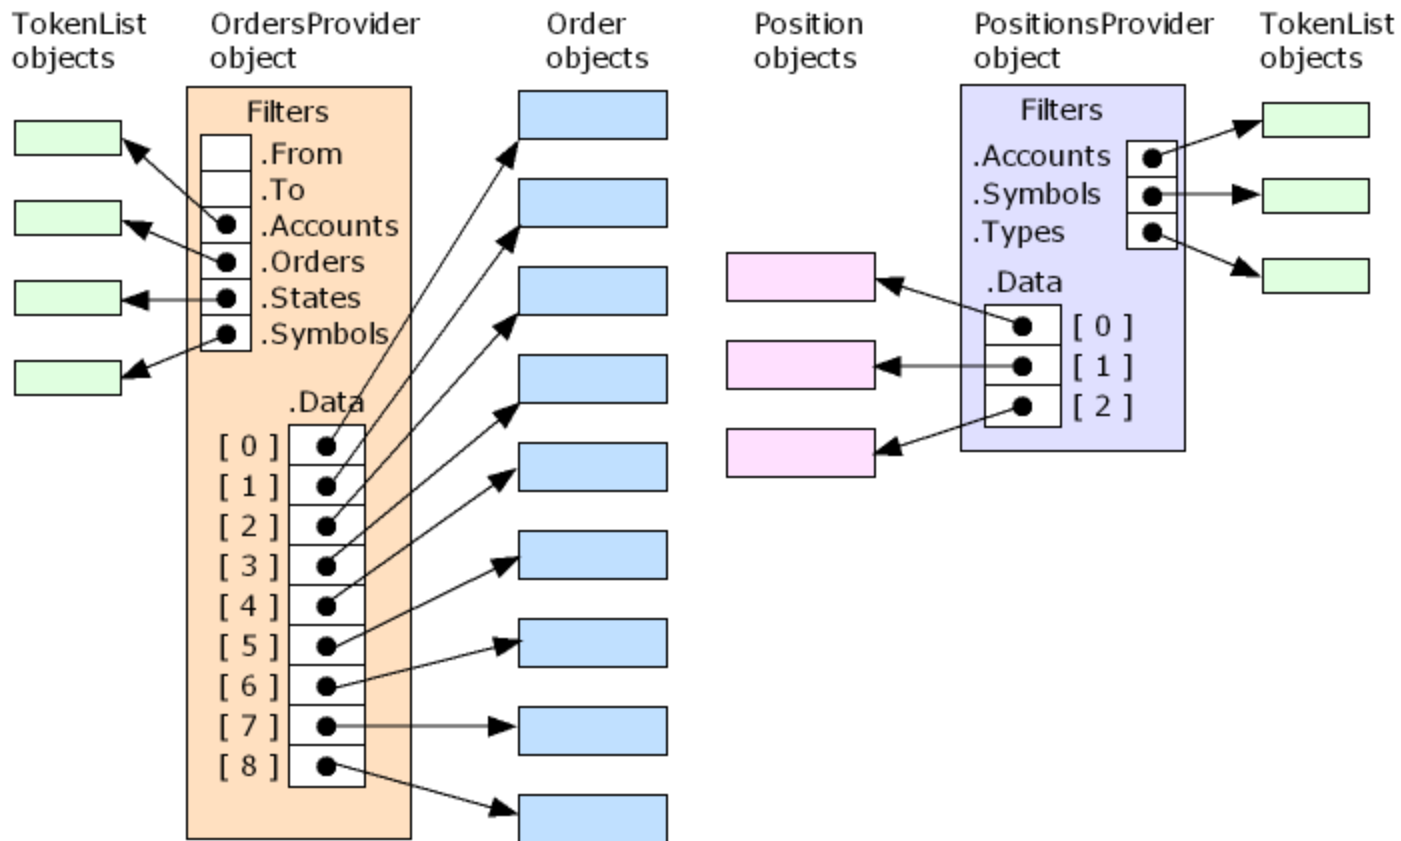 TokenList
objects
OrdersProvider
object
Order
objects
Position
objects
PositionsProvider
object
TokenList
objects
Filters
.From
.To
.Accounts
.Orders
.States
.Symbols
.Data
[ 0 ]
[ 1 ]
[ 2 ]
[ 3 ]
[ 4 ]
[ 5 ]
[ 6 ]
[ 7 ]
[ 8 ]
Filters
.Accounts
.Symbols
.Types
.Data
[ 0 ]
[ 1 ]
[ 2 ]